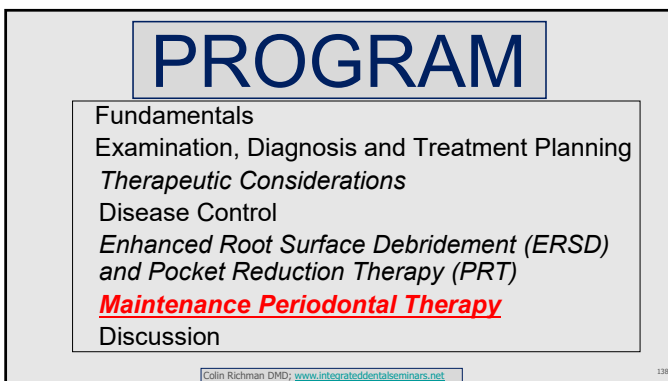 PROGRAM
Fundamentals
Examination, Diagnosis and Treatment Planning
Therapeutic Considerations
Disease Control
Enhanced Root Surface Debridement (ERSD)
and Pocket Reduction Therapy (PRT)
Maintenance Periodontal Therapy
Discussion
Colin Richman DMD; www.integrateddentalseminars.net
138